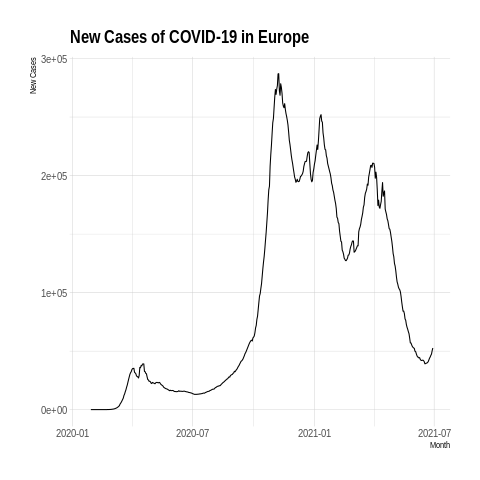 New Cases of COVID-19 in Europe
New Cases
3e+05
2e+05
1e+05
0e+00
2020-01
2020-07
2021-01
2021-07
Month